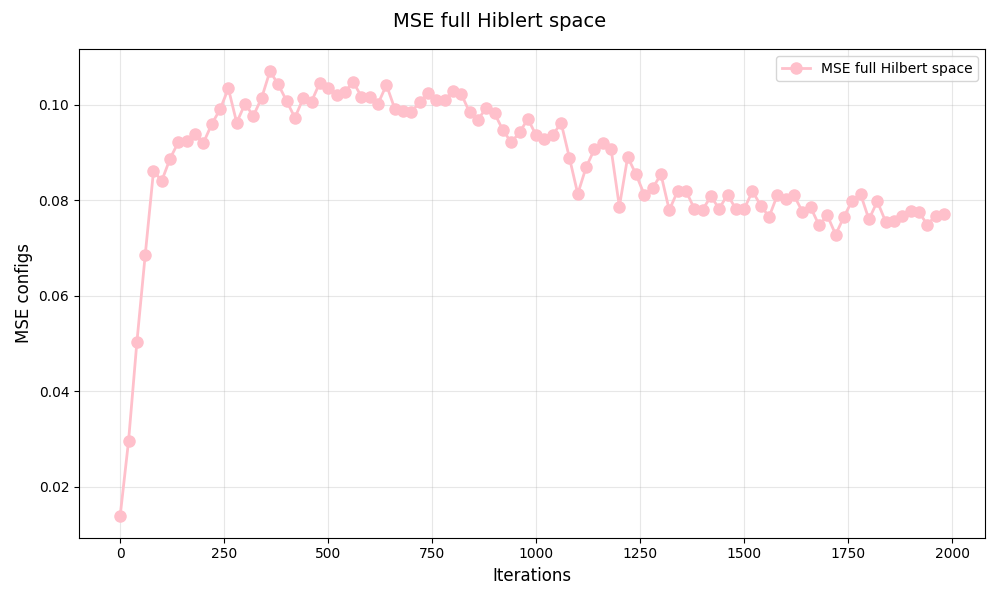 MSE full Hiblert space
MSE full Hilbert space
MSE configs
0.10
0.08
0.06
0.04
0.02
0 250 500 750 1000 1250 1500 1750 2000
Iterations